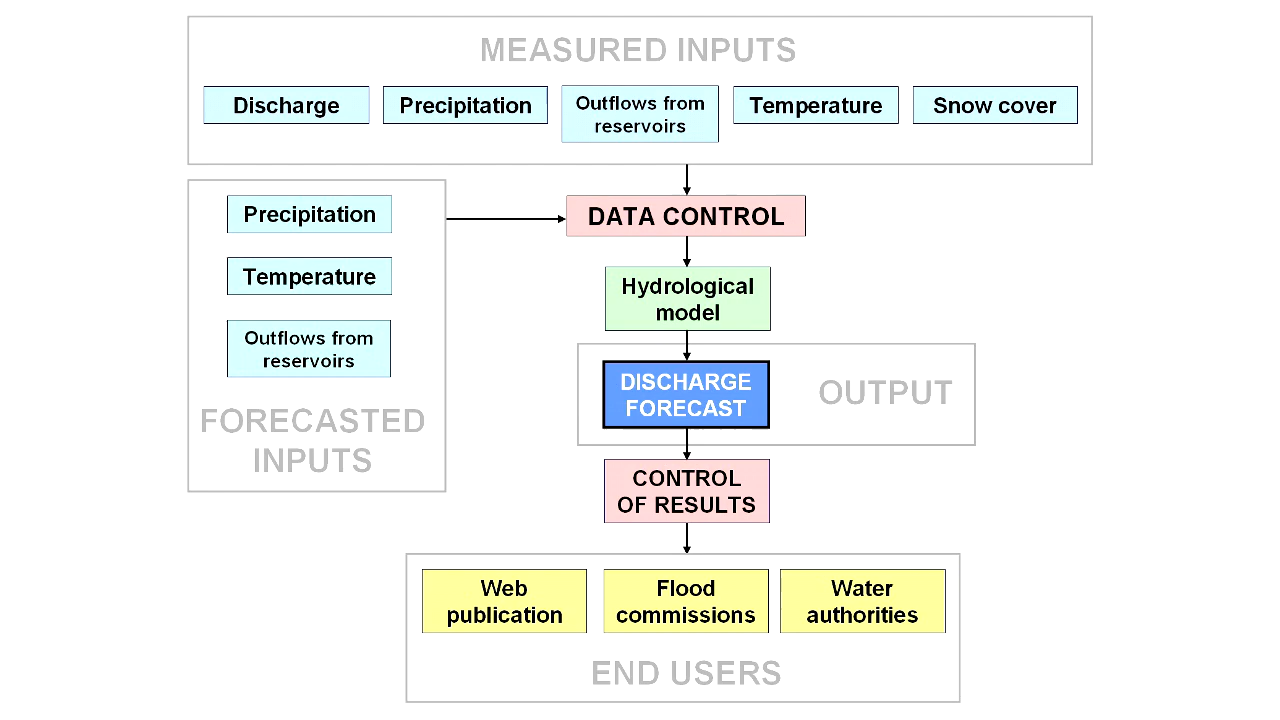 MEASURED INPUTS
Discharge
Precipitation
Outflows from
reservoirs
Temperature
Snow cover
Precipitation
Temperature
Outflows from
reservoirs
FORECASTED
INPUTS
DATA CONTROL
Hydrological
model
DISCHARGE
FORECAST
OUTPUT
CONTROL
OF RESULTS
Web
publication
Flood
commissions
Water
authorities
END USERS